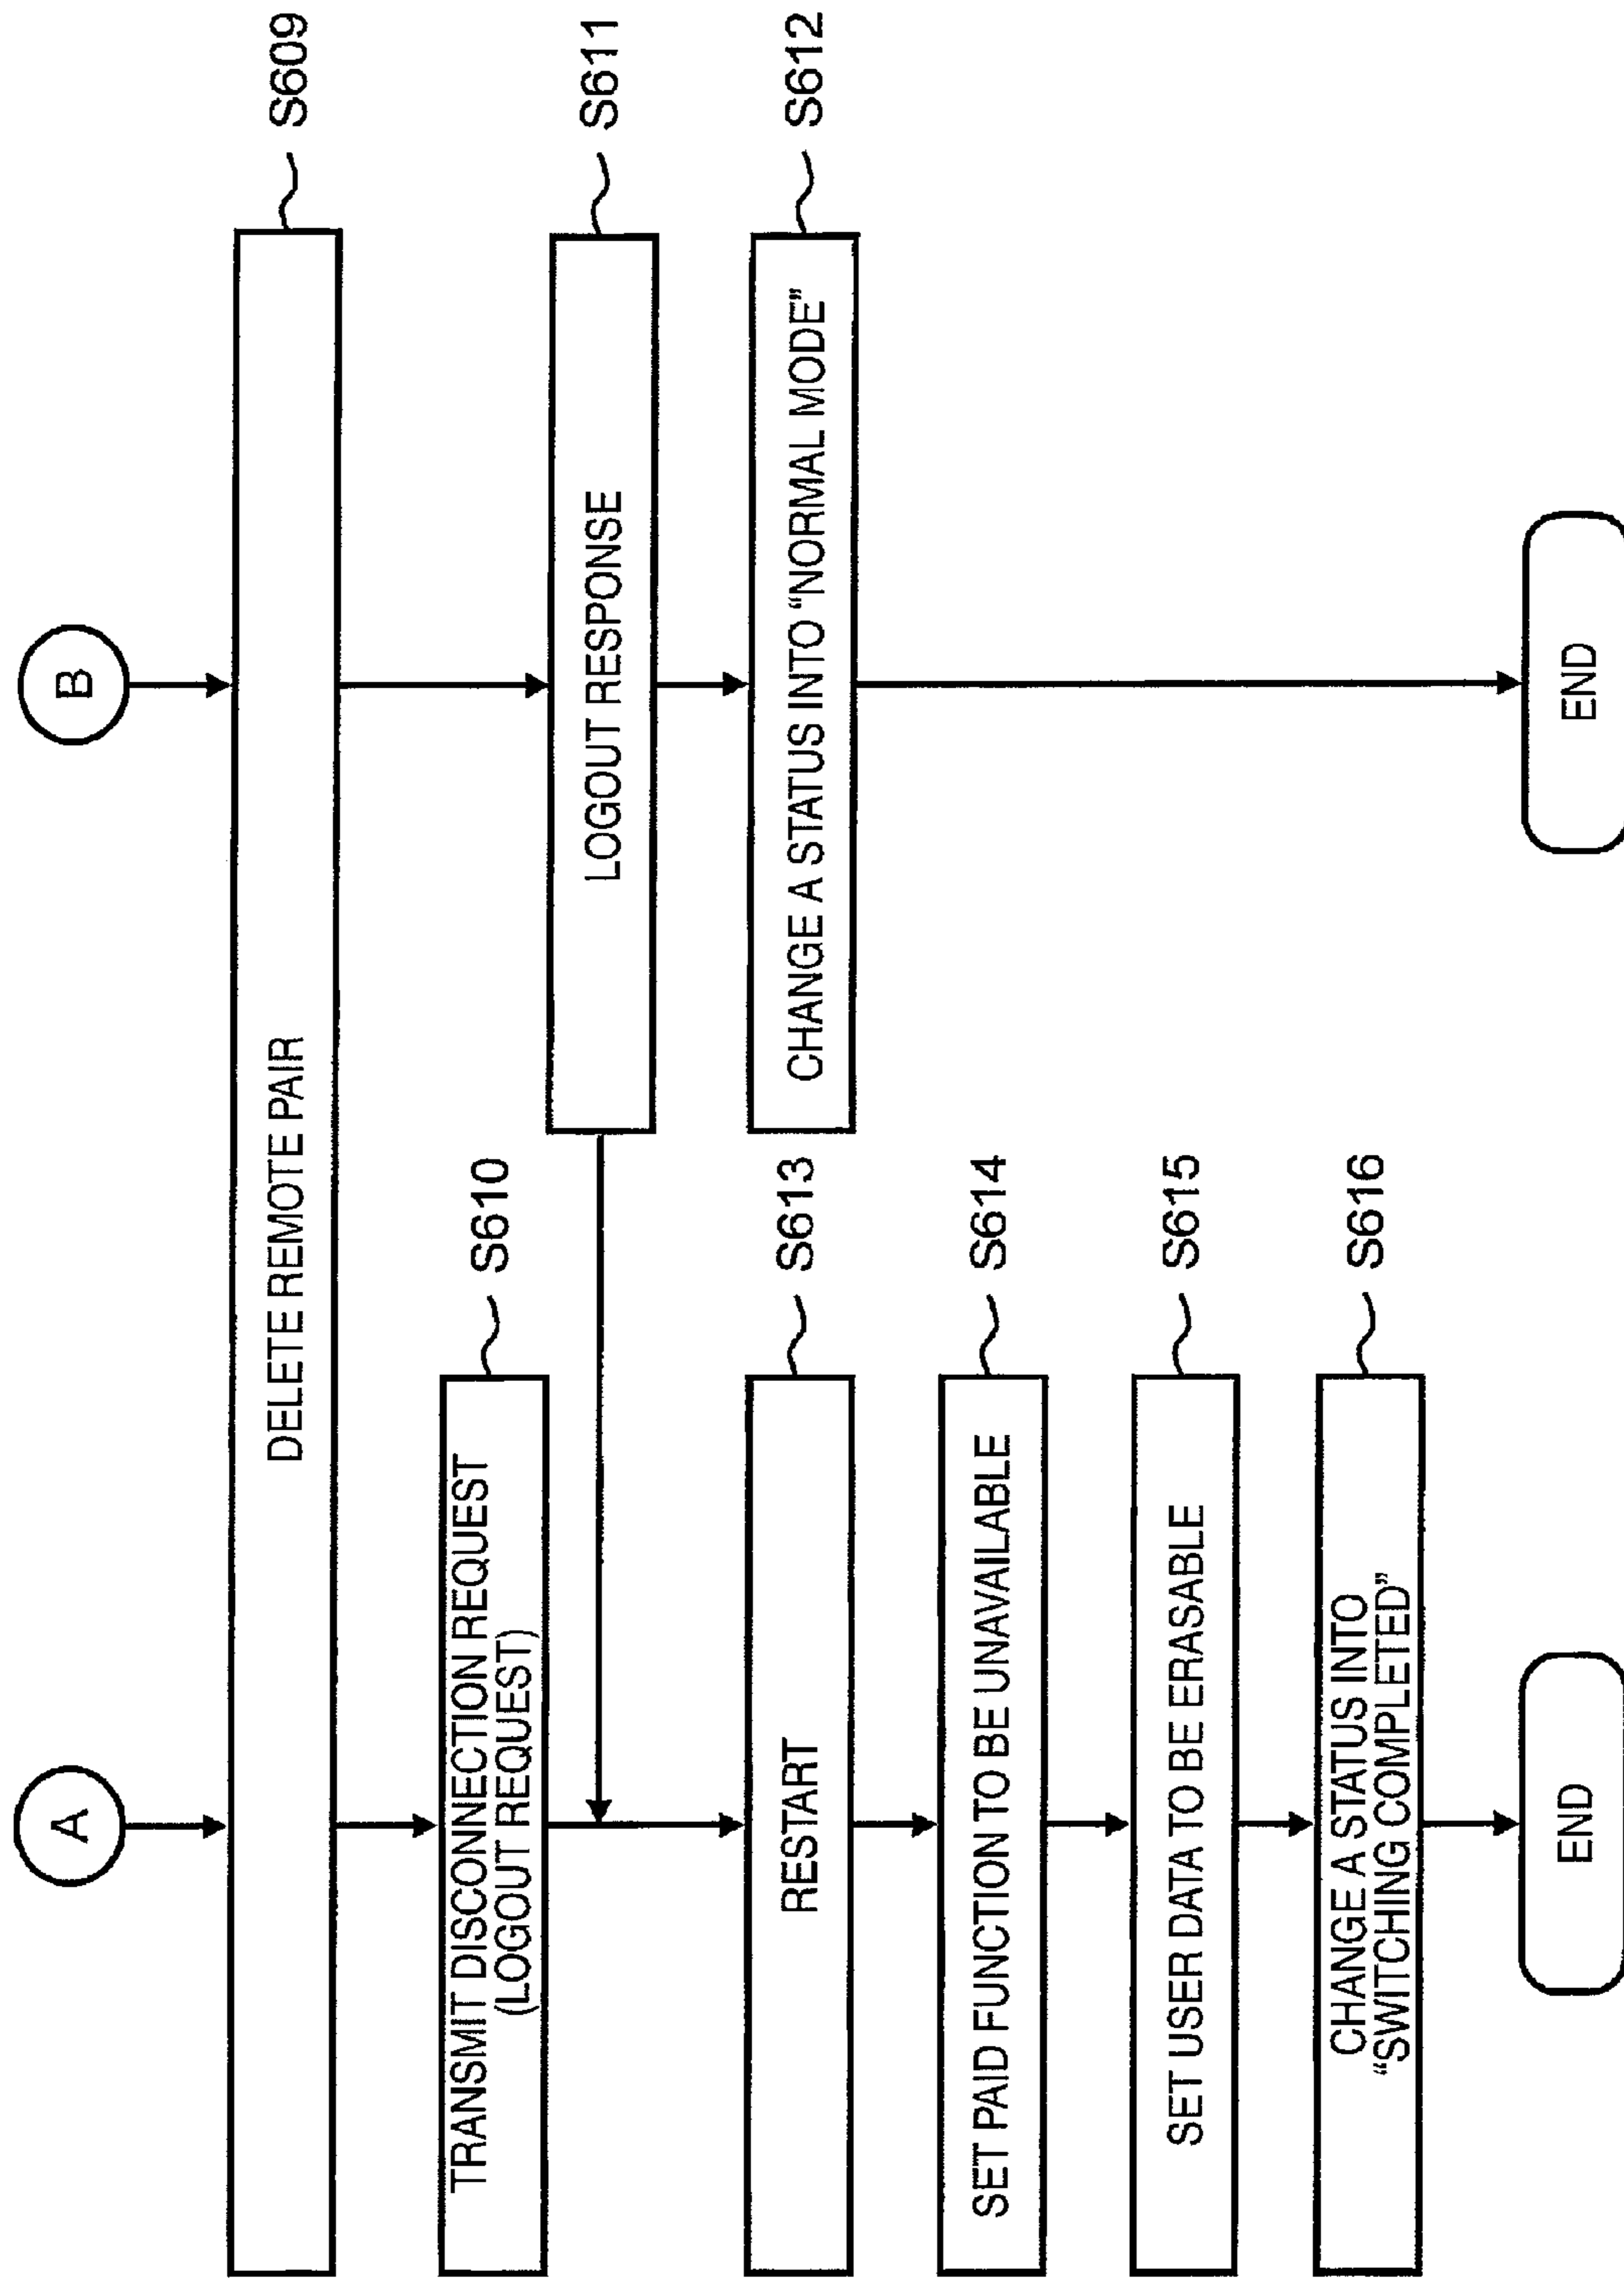 A
B
DELETE REMOTE PAIR
S609
TRANSMIT DISCONNECTION REQUEST
(LOGOUT REQUEST)
S610
LOGOUT RESPONSE
S611
CHANGE A STATUS INTO “NORMAL MODE”
S612
RESTART
S613
SET PAID FUNCTION TO BE UNAVAILABLE
S614
SET USER DATA TO BE ERASABLE
S615
CHANGE A STATUS INTO
“SWITCHING COMPLETED”
S616
END
END